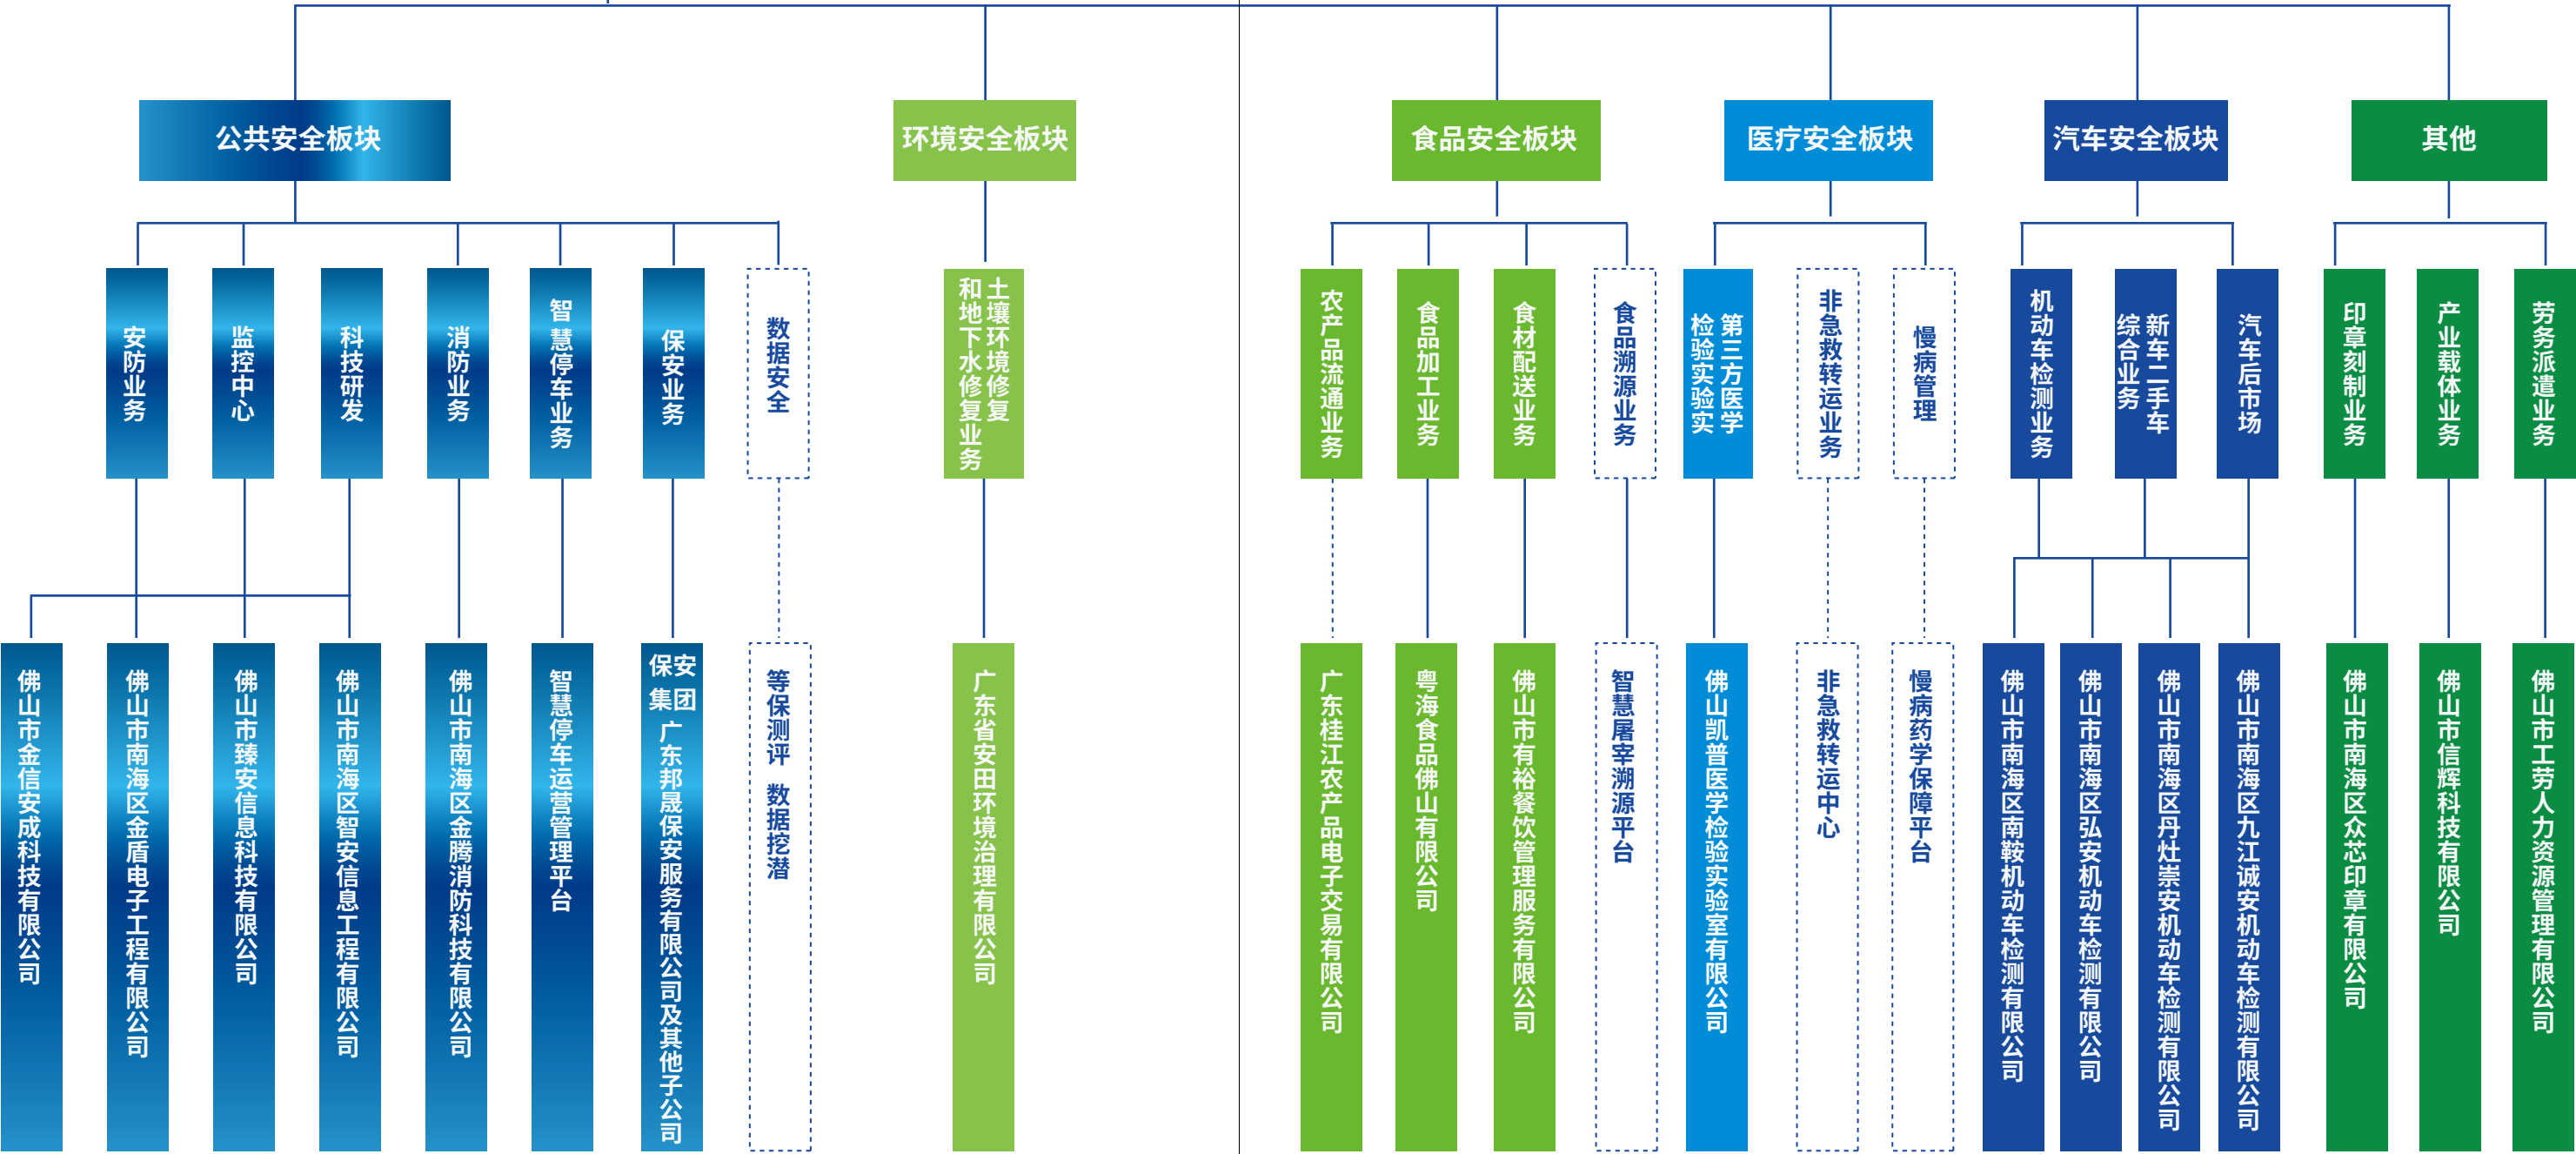 公共安全板块
环境安全板块
食品安全板块
医疗安全板块
汽车安全板块
其他
安防业务
监控中心
科技研发
消防业务
智慧停车业务
保安业务
数据安全
土壤环境修复
和地下水修复业务
农产品流通业务
食品加工业务
食材配送业务
食品溯源业务
第三方医学
检验实验实
非急救转运业务
慢病管理
机动车检测业务
新车二手车
综合业务
汽车后市场
印章刻制业务
产业载体业务
劳务派遣业务
佛山市金信安成科技有限公司
佛山市南海区金盾电子工程有限公司
佛山市臻安信息科技有限公司
佛山市南海区智安信息工程有限公司
佛山市南海区金腾消防科技有限公司
智慧停车运营管理平台
保安
集团
广东邦晟保安服务有限公司及其他子公司
等保测评 数据挖潜
广东省安田环境治理有限公司
广东桂江农产品电子交易有限公司
粤海食品佛山有限公司
佛山市有裕餐饮管理服务有限公司
智慧屠宰溯源平台
佛山凯普医学检验实验室有限公司
非急救转运中心
慢病药学保障平台
佛山市南海区南鞍机动车检测有限公司
佛山市南海区弘安机动车检测有限公司
佛山市南海区丹灶崇安机动车检测有限公司
佛山市南海区九江诚安机动车检测有限公司
佛山市南海区众芯印章有限公司
佛山市信辉科技有限公司
佛山市工劳人力资源管理有限公司